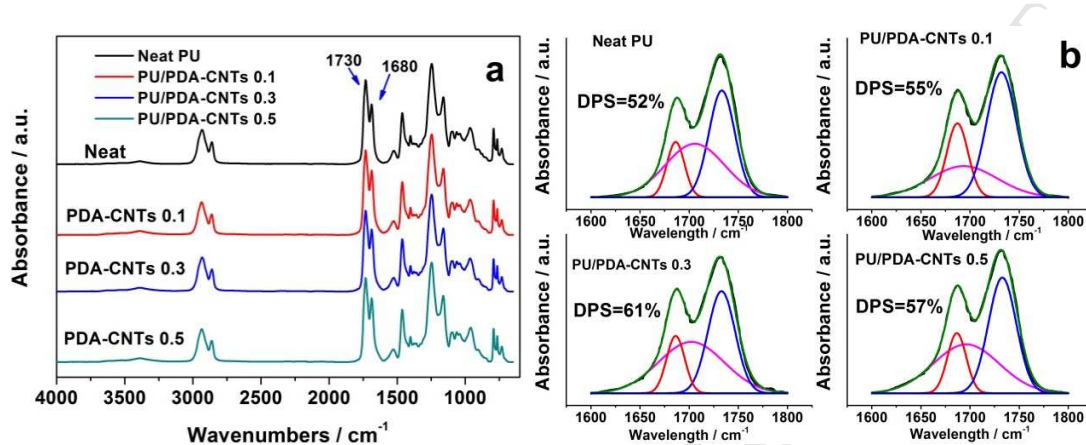 a
Neat PU
PU/PDA-CNTs 0.1
PU/PDA-CNTs 0.3
PU/PDA-CNTs 0.5
1730
1680
Neat
PDA-CNTs 0.1
PDA-CNTs 0.3
PDA-CNTs 0.5
Absorbance / a.u.
4000 3500 3000 2500 2000 1500 1000
Wavenumbers / cm-1
b
Neat PU
DPS=52%
Absorbance / a.u.
1600 1650 1700 1750 1800
Wavelength / cm-1
PU/PDA-CNTs 0.1
DPS=55%
Absorbance / a.u.
1600 1650 1700 1750 1800
Wavelength / cm-1
PU/PDA-CNTs 0.3
DPS=61%
Absorbance / a.u.
1600 1650 1700 1750 1800
Wavelength / cm-1
PU/PDA-CNTs 0.5
DPS=57%
Absorbance / a.u.
1600 1650 1700 1750 1800
Wavelength / cm-1